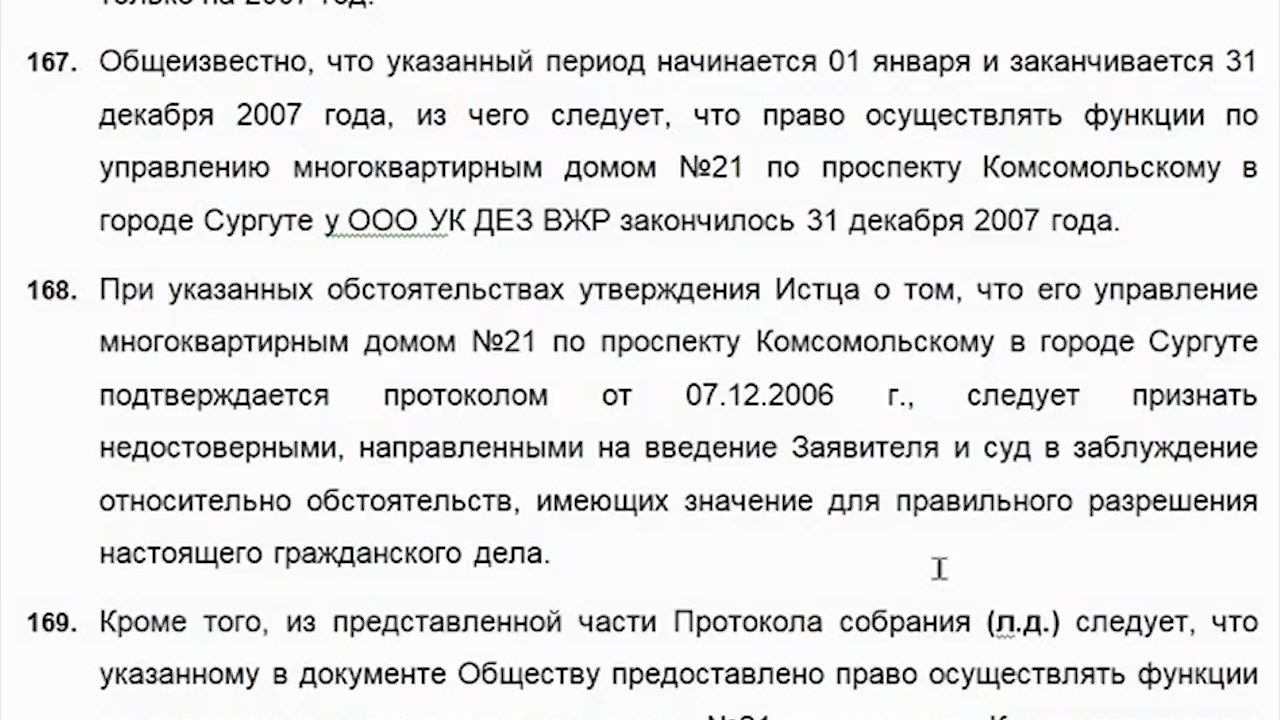 только на 2007 год.
167. Общеизвестно, что указанный период начинается 01 января и заканчивается 31
декабря 2007 года, из чего следует, что право осуществлять функции по
управлению многоквартирным домом №21 по проспекту Комсомольскому в
городе Сургуте у ООО УК ДЕЗ ВЖР закончилось 31 декабря 2007 года.
168. При указанных обстоятельствах утверждения Истца о том, что его управление
многоквартирным домом №21 по проспекту Комсомольскому в городе Сургуте
подтверждается протоколом от 07.12.2006 г., следует признать
недостоверными, направленными на введение Заявителя и суд в заблуждение
относительно обстоятельств, имеющих значение для правильного разрешения
настоящего гражданского дела.
169. Кроме того, из представленной части Протокола собрания (л.д.) следует, что
указанному в документе Обществу предоставлено право осуществлять функции
№21